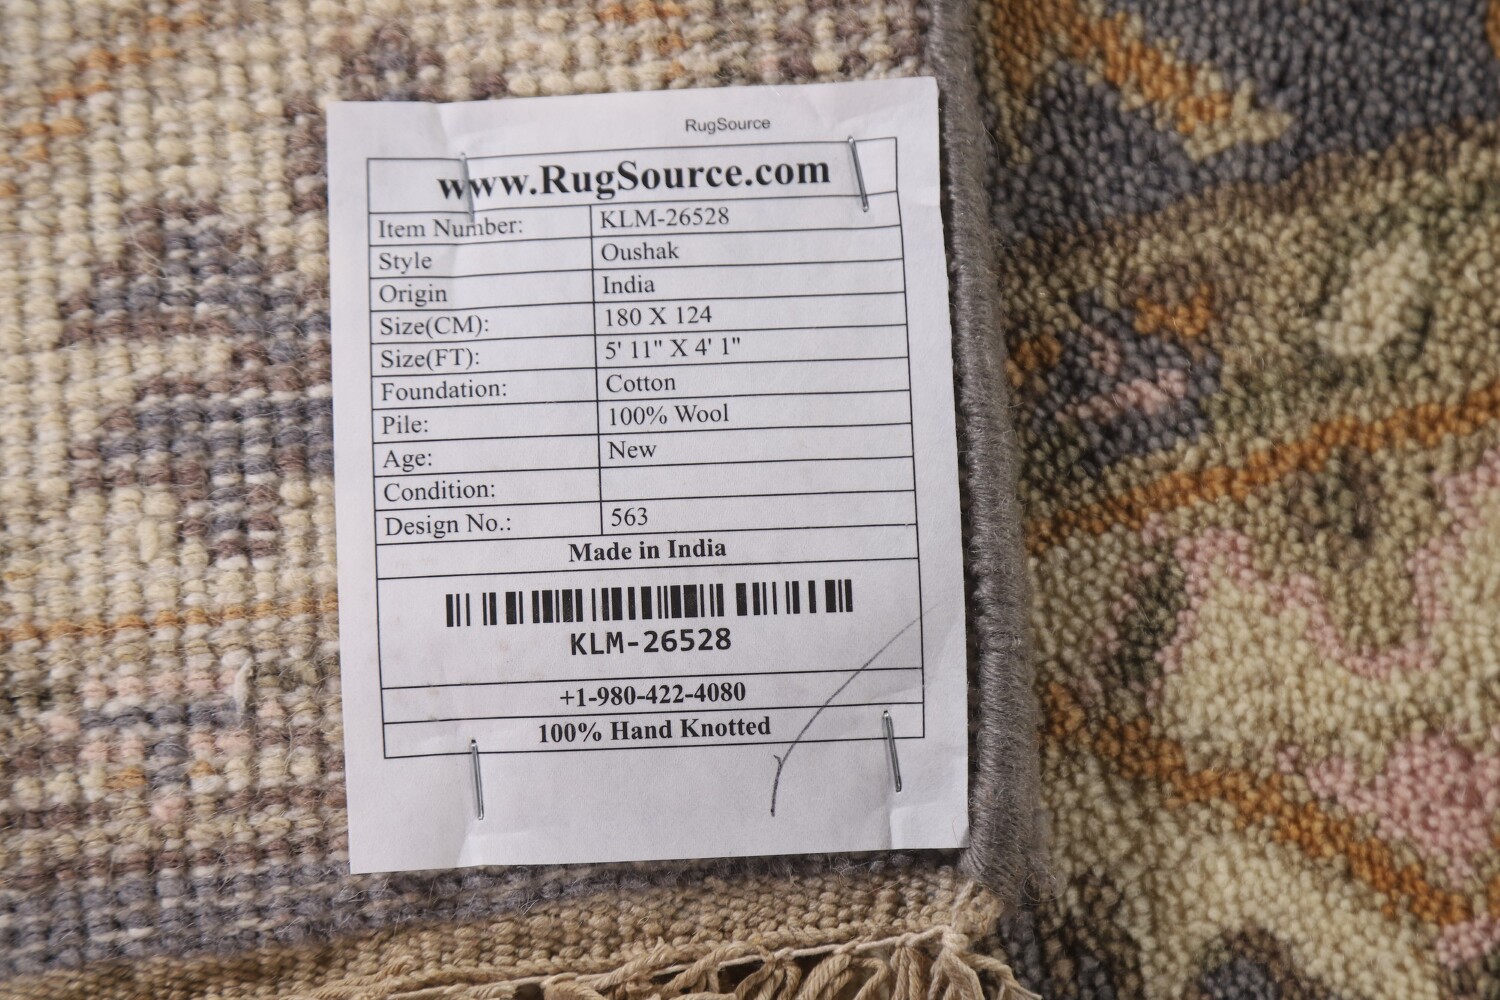 RugSource
www.RugSource.com
Item Number: KLM-26528
Style Oushak
Origin India
Size(CM): 180 X 124
Size(FT): 5' 11" X 4' 1"
Foundation: Cotton
Pile: 100% Wool
Age: New
Condition:
Design No.: 563
Made in India
KLM-26528
+1-980-422-4080
100% Hand Knotted